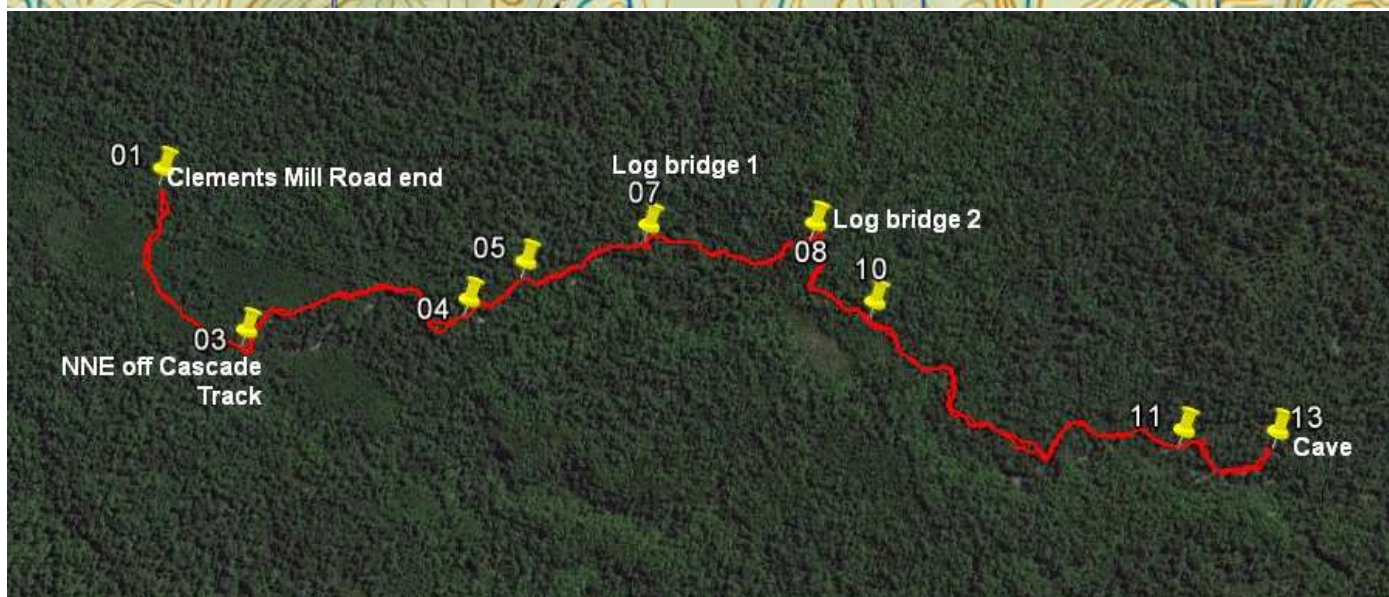 01
Clements Mill Road end
Log bridge 1
07
Log bridge 2
08
05
10
04
03
NNE off Cascade
Track
11
13
Cave